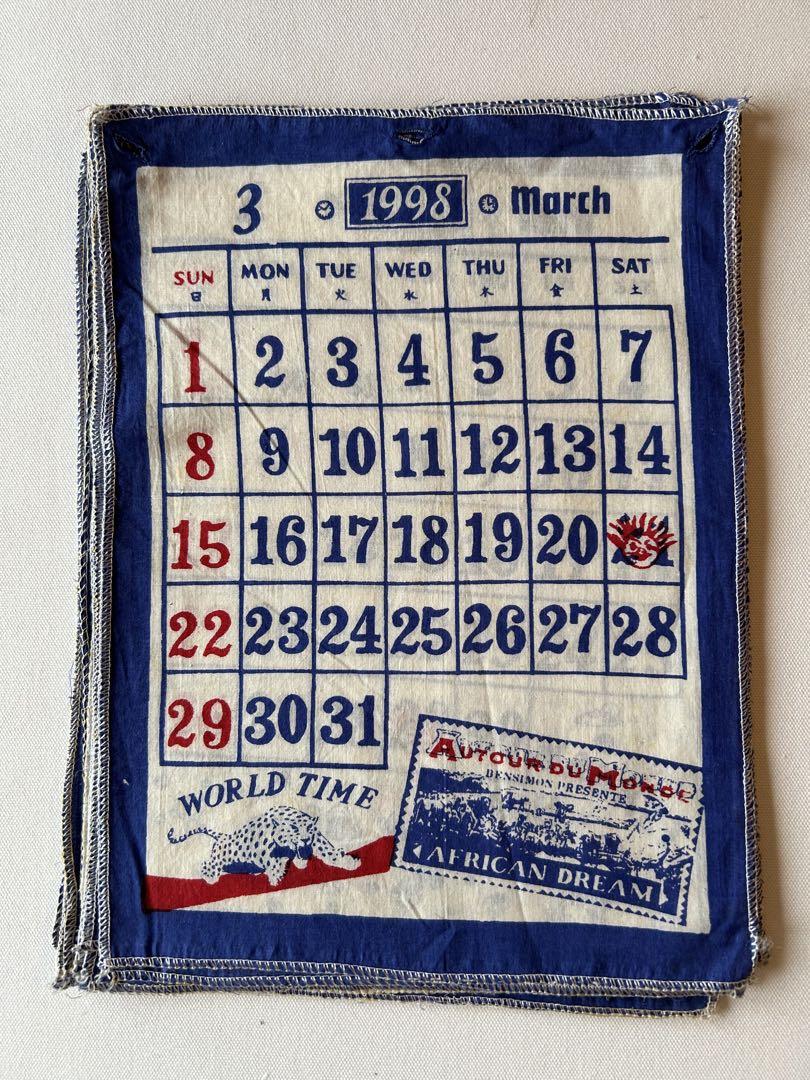 3 1998 March
SUN MON TUE WED THU FRI SAT
日 月 火 水 木 金 土
1 2 3 4 5 6 7
8 9 10 11 12 13 14
15 16 17 18 19 20
22 23 24 25 26 27 28
29 30 31
WORLD TIME
AUTOUR DU MONDE
BENSIMON PRESENTE
AFRICAN DREAM